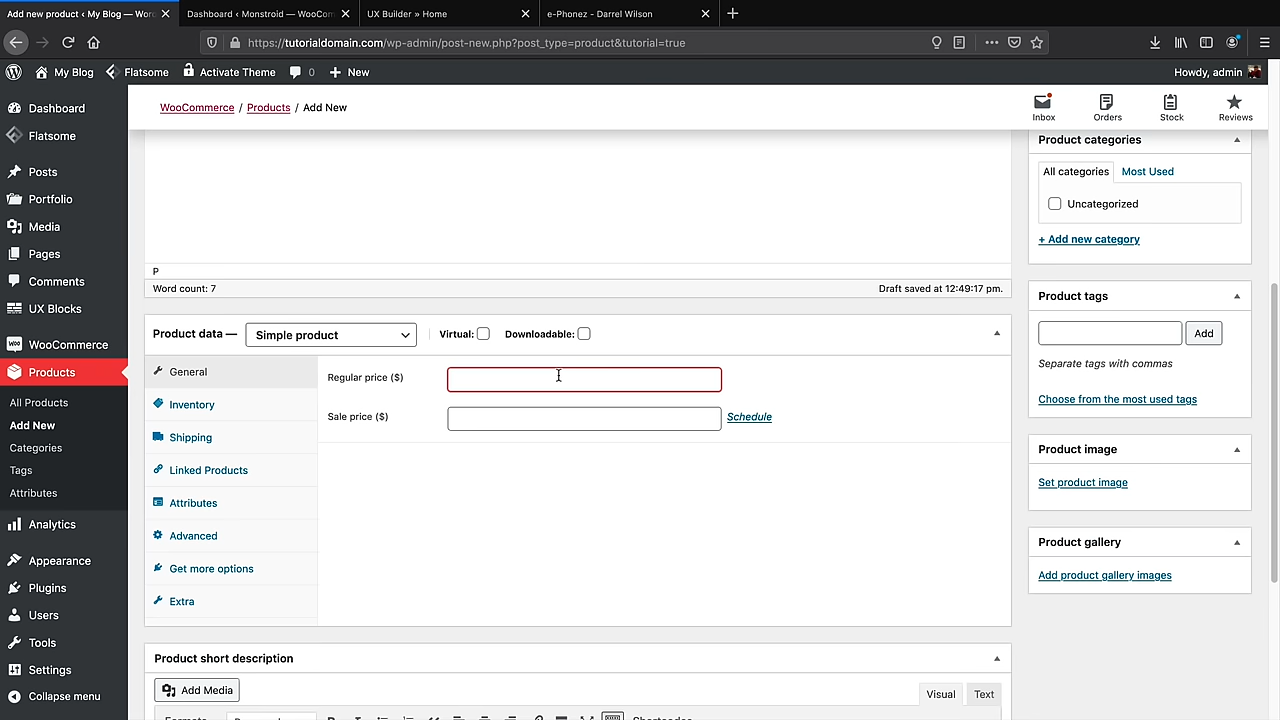 Add new product ‹ My Blog — Wor
Dashboard ‹ Monstroid — WooCom
UX Builder » Home
e-Phonez - Darrel Wilson
https://tutorialdomain.com/wp-admin/post-new.php?post_type=product&tutorial=true
My Blog
Flatsome
Activate Theme
0
New
Howdy, admin
Dashboard
Flatsome
Posts
Portfolio
Media
Pages
Comments
UX Blocks
WooCommerce
Products
All Products
Add New
Categories
Tags
Attributes
Analytics
Appearance
Plugins
Users
Tools
Settings
Collapse menu
WooCommerce / Products / Add New
Inbox
Orders
Stock
Reviews
P
Word count: 7
Draft saved at 12:49:17 pm.
Product data —
Simple product
Virtual:
Downloadable:
General
Inventory
Shipping
Linked Products
Attributes
Advanced
Get more options
Extra
Regular price ($)
Sale price ($)
Schedule
Product short description
Add Media
Visual
Text
Product categories
All categories
Most Used
Uncategorized
+ Add new category
Product tags
Add
Separate tags with commas
Choose from the most used tags
Product image
Set product image
Product gallery
Add product gallery images